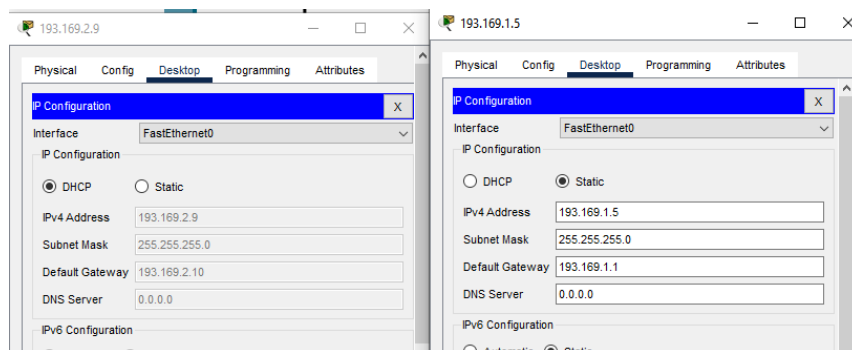 193.169.2.9
Physical Config Desktop Programming Attributes
IP Configuration X
Interface FastEthernet0
IP Configuration
DHCP Static
IPv4 Address 193.169.2.9
Subnet Mask 255.255.255.0
Default Gateway 193.169.2.10
DNS Server 0.0.0.0
IPv6 Configuration
193.169.1.5
Physical Config Desktop Programming Attributes
IP Configuration X
Interface FastEthernet0
IP Configuration
DHCP Static
IPv4 Address 193.169.1.5
Subnet Mask 255.255.255.0
Default Gateway 193.169.1.1
DNS Server 0.0.0.0
IPv6 Configuration
Automatic Static